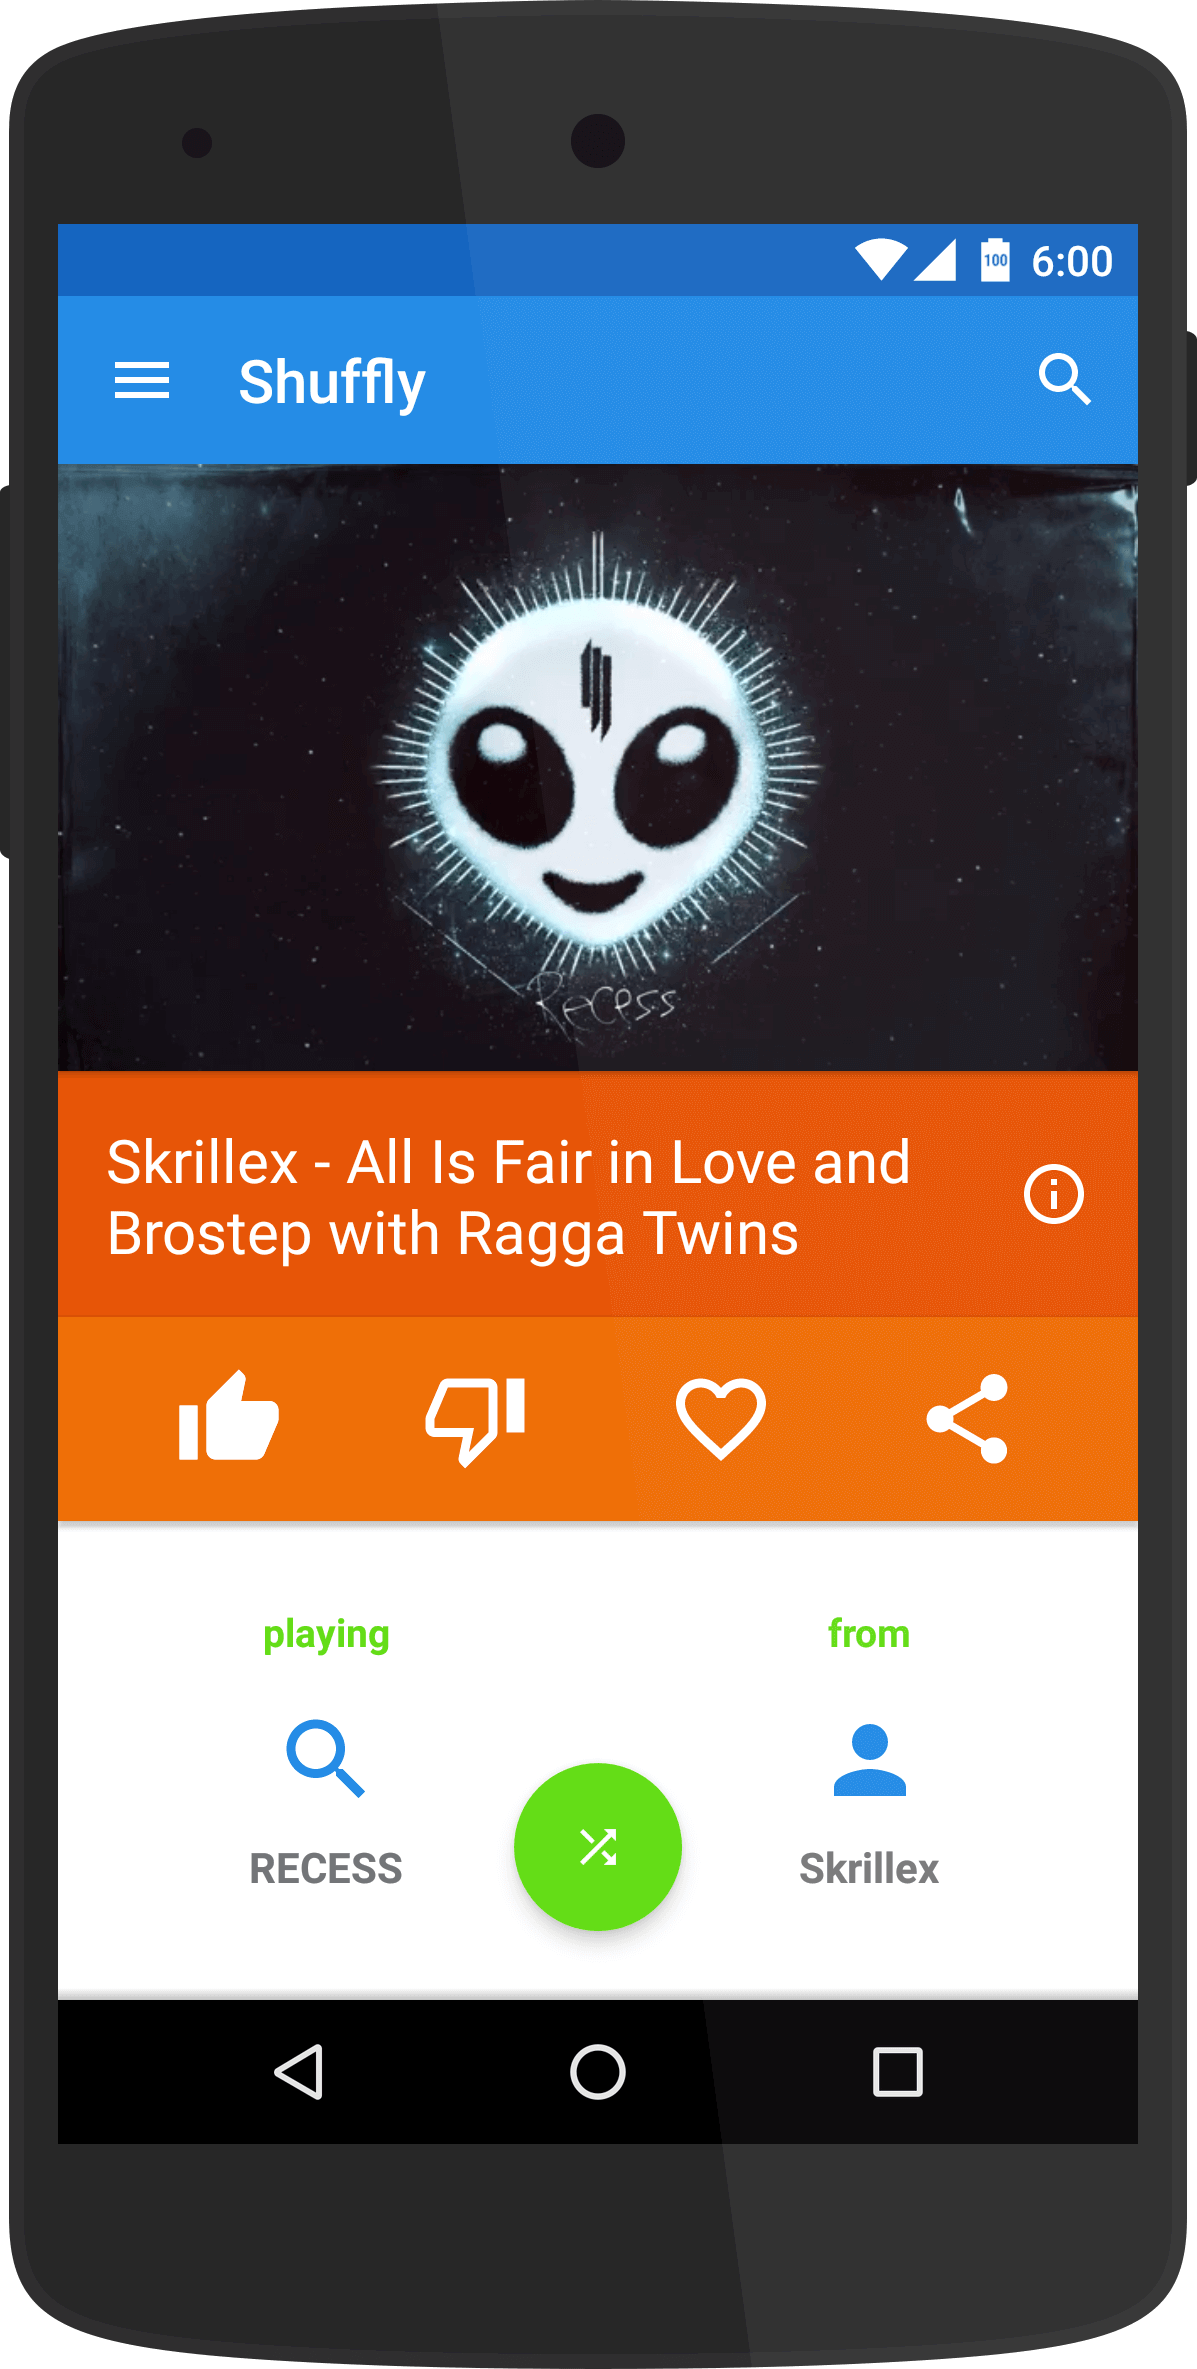 100 6:00
Shuffly
Recess
Skrillex - All Is Fair in Love and
Brostep with Ragga Twins
playing from
RECESS Skrillex